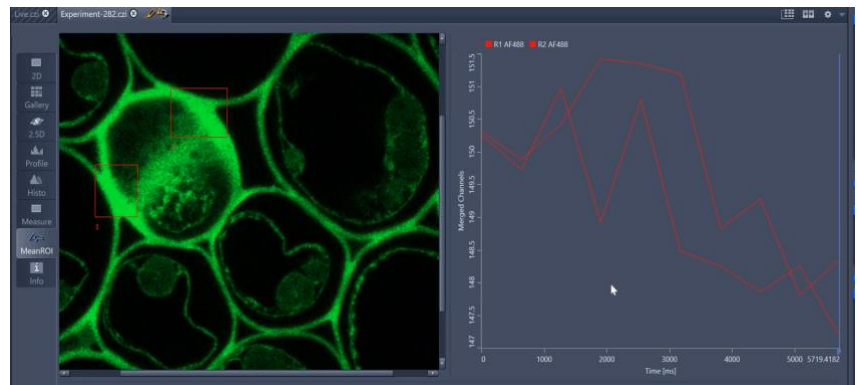 Live.czi
Experiment-282.czi
2D
Gallery
2.5D
Profile
Histo
Measure
MeanROI
Info
R1 AF488
R2 AF488
Merged Channels
151.5
151
150.5
150
149.5
149
148.5
148
147.5
147
0
1000
2000
3000
4000
5000
5719.4182
Time [ms]